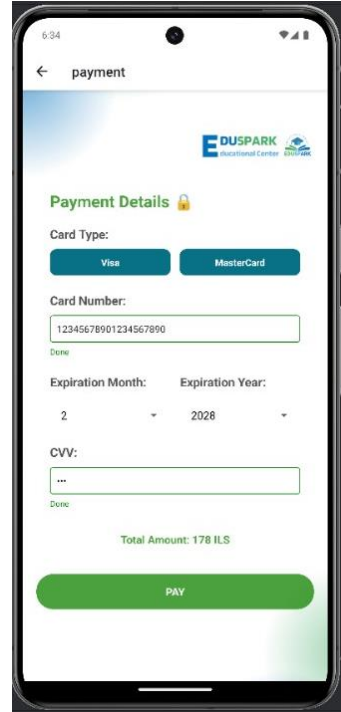 6:34
payment
EDUSPARK
Educational Center EDUSPARK
Payment Details
Card Type:
Visa MasterCard
Card Number:
12345678901234567890
Done
Expiration Month: Expiration Year:
2 2028
CVV:
•••
Done
Total Amount: 178 ILS
PAY